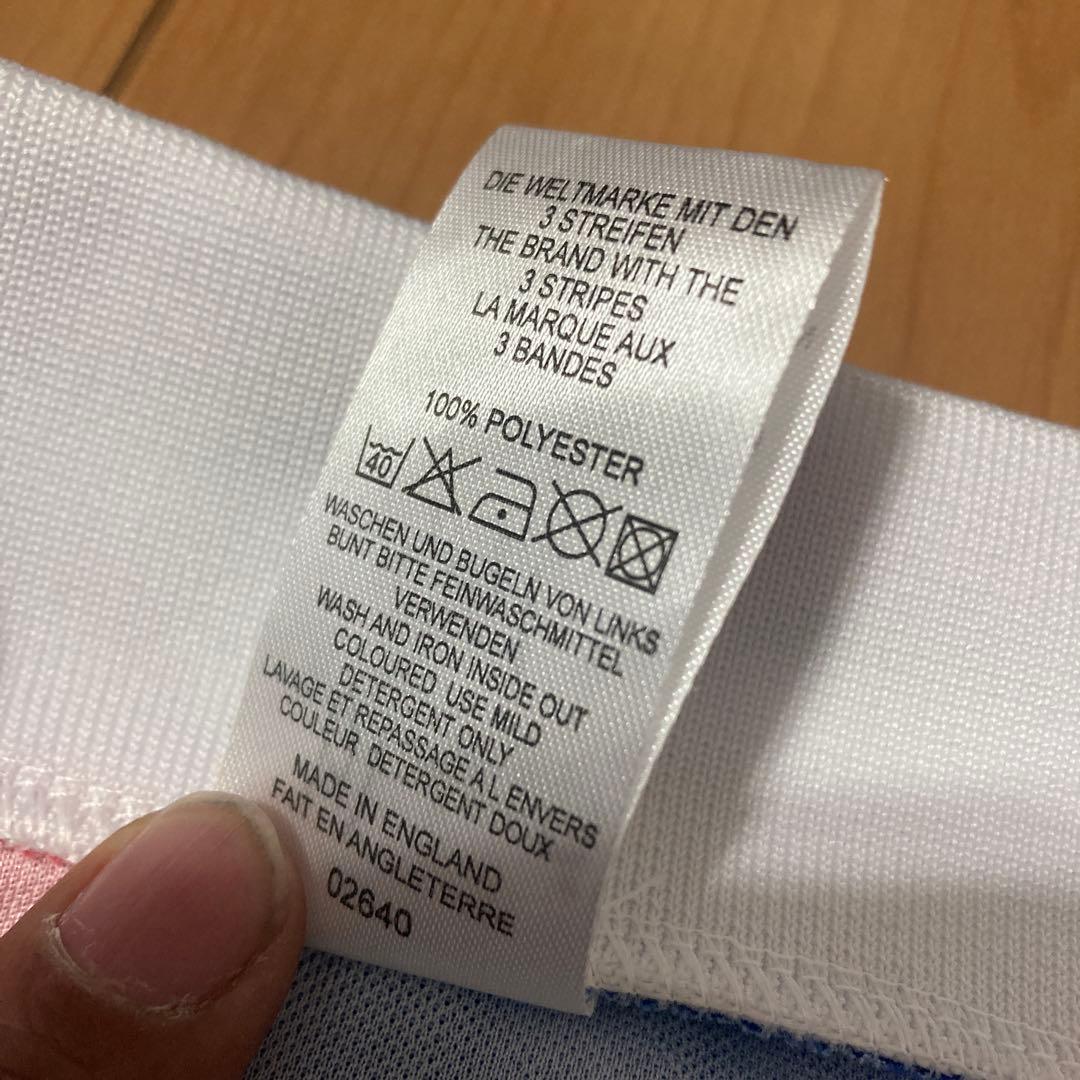 DIE WELTMARKE MIT DEN
3 STREIFEN
THE BRAND WITH THE
3 STRIPES
LA MARQUE AUX
3 BANDES
100% POLYESTER
40
WASCHEN UND BUGELN VON LINKS
BUNT BITTE FEINWASCHMITTEL
VERWENDEN
WASH AND IRON INSIDE OUT
COLOURED USE MILD
DETERGENT ONLY
LAVAGE ET REPASSAGE A L ENVERS
COULEUR DETERGENT DOUX
MADE IN ENGLAND
FAIT EN ANGLETERRE
02640